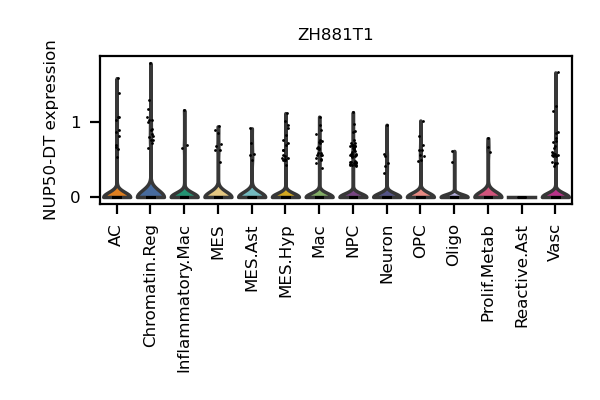 ZH881T1
NUP50-DT expression
1
0
AC
Chromatin.Reg
Inflammatory.Mac
MES
MES.Ast
MES.Hyp
Mac
NPC
Neuron
OPC
Oligo
Prolif.Metab
Reactive.Ast
Vasc